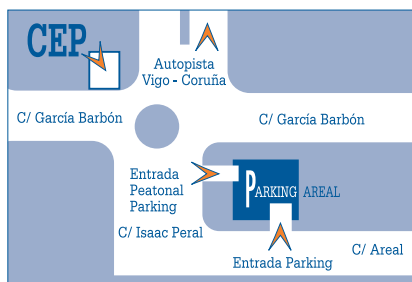 CEP
Autopista
Vigo - Coruña
C/ García Barbón
C/ García Barbón
Entrada
Peatonal
Parking
PARKING AREAL
C/ Isaac Peral
C/ Areal
Entrada Parking